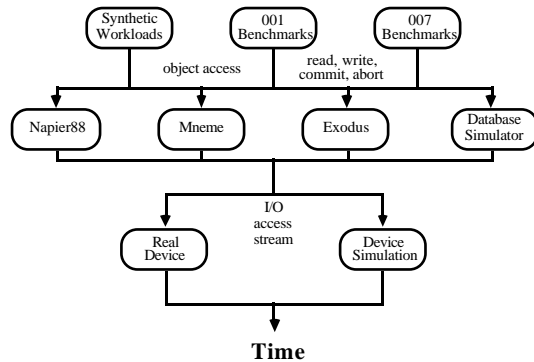 Synthetic
Workloads
001
Benchmarks
007
Benchmarks
object access
read, write,
commit, abort
Napier88
Mneme
Exodus
Database
Simulator
I/O
access
stream
Real
Device
Device
Simulation
Time